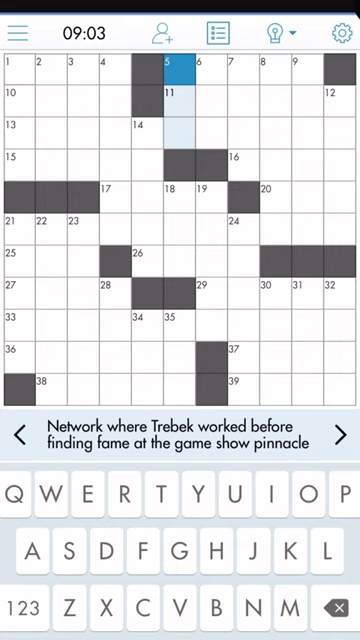 09:03
1 2 3 4 5 6 7 8 9
10 11 12
13 14
15 16
17 18 19 20
21 22 23 24
25 26
27 28 29 30 31 32
33 34 35
36 37
38 39
Network where Trebek worked before
finding fame at the game show pinnacle
Q W E R T Y U I O P
A S D F G H J K L
123 Z X C V B N M